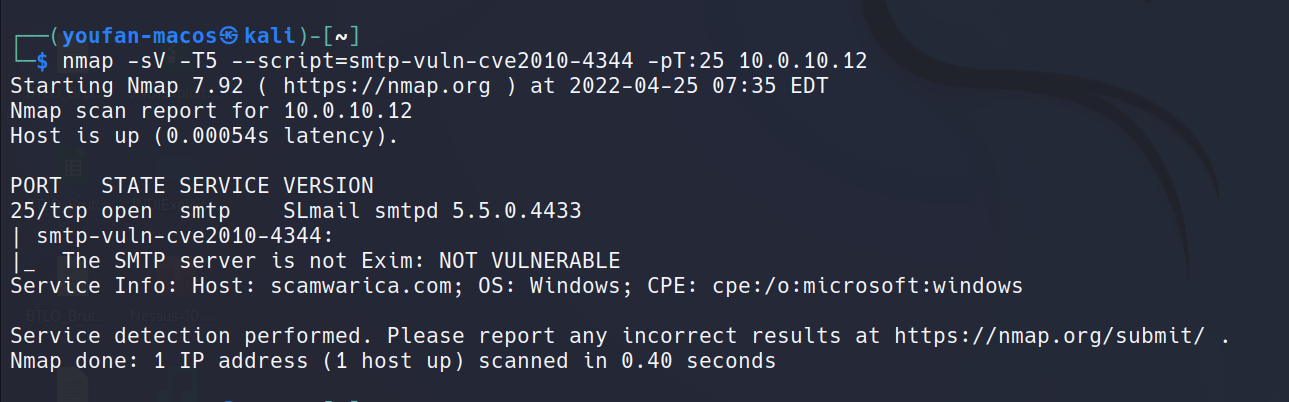 ┌──(youfan-macos㉿kali)-[~]
└─$ nmap -sV -T5 --script=smtp-vuln-cve2010-4344 -pT:25 10.0.10.12
Starting Nmap 7.92 ( https://nmap.org ) at 2022-04-25 07:35 EDT
Nmap scan report for 10.0.10.12
Host is up (0.00054s latency).
PORT   STATE SERVICE VERSION
25/tcp open  smtp    SLmail smtpd 5.5.0.4433
| smtp-vuln-cve2010-4344:
|_  The SMTP server is not Exim: NOT VULNERABLE
Service Info: Host: scamwarica.com; OS: Windows; CPE: cpe:/o:microsoft:windows
Service detection performed. Please report any incorrect results at https://nmap.org/submit/ .
Nmap done: 1 IP address (1 host up) scanned in 0.40 seconds